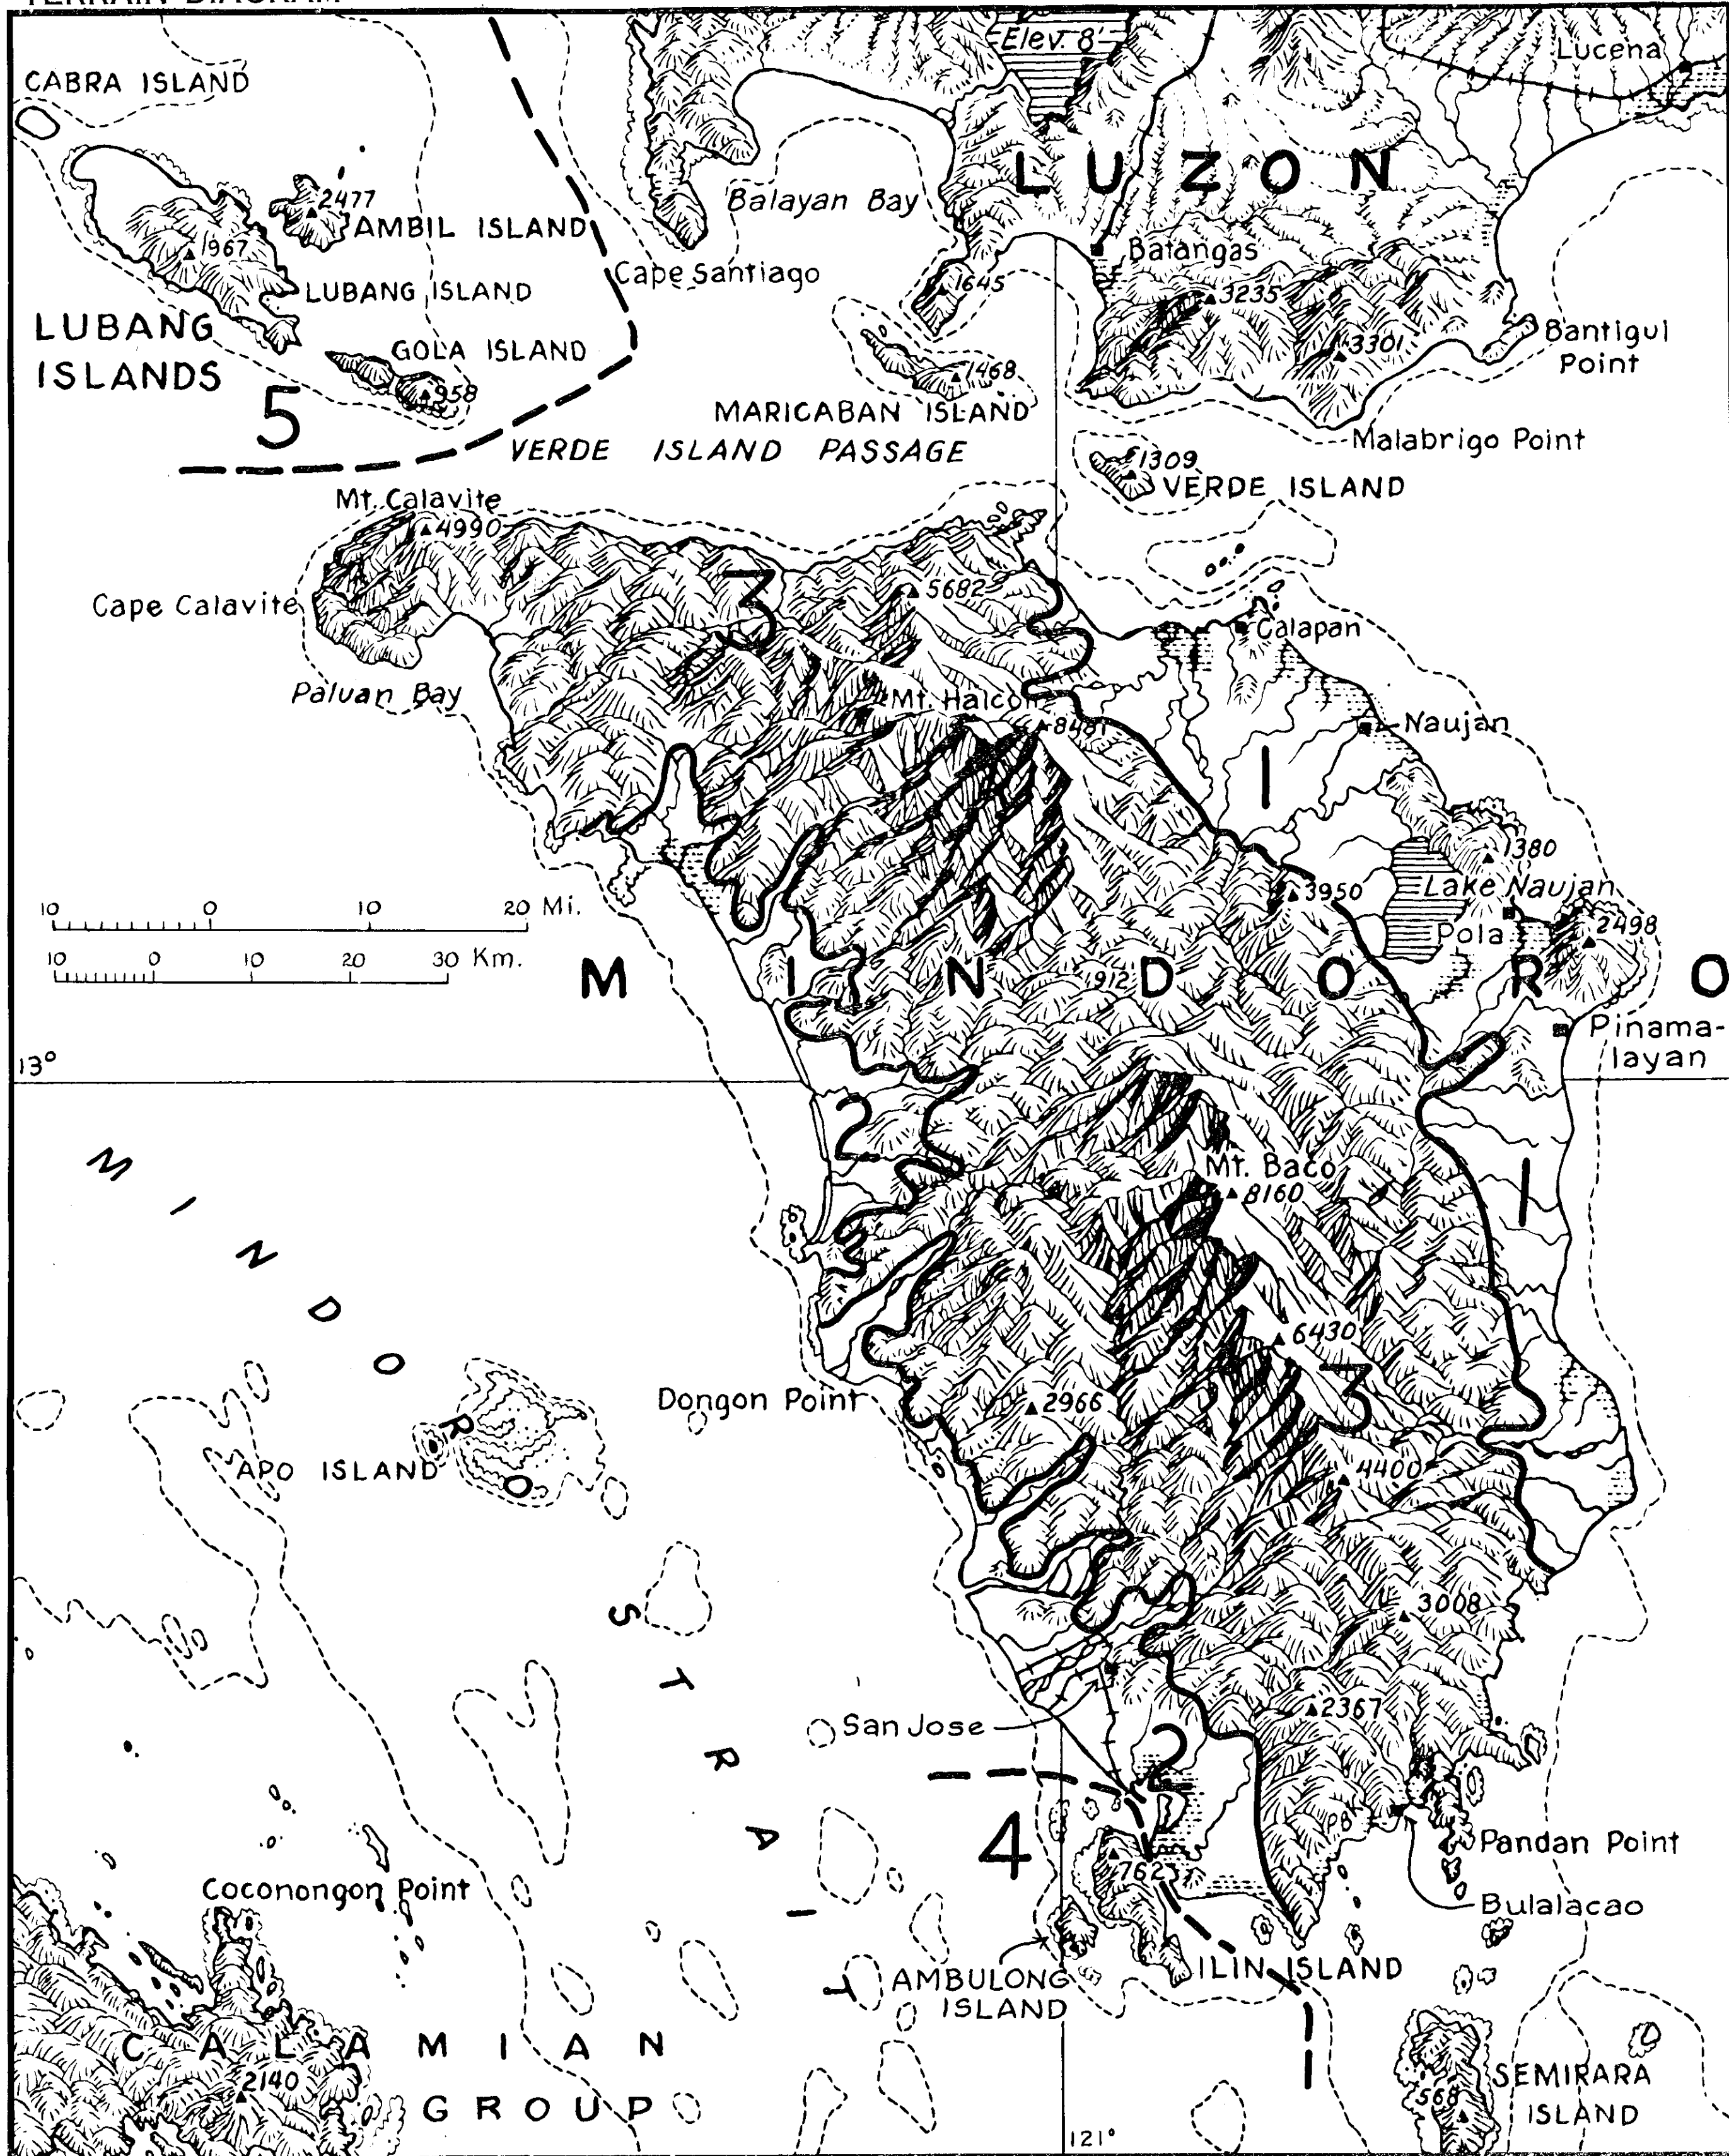 TERRAIN DIAGRAM
Elev. 8'
Lucena
CABRA ISLAND
LUZON
2477
AMBIL ISLAND
Balayan Bay
1967
Batangas
Cape Santiago
LUBANG ISLAND
1645
3235
LUBANG
ISLANDS
Bantigui
Point
3301
GOLA ISLAND
958
1468
5
MARICABAN ISLAND
VERDE ISLAND PASSAGE
Malabrigo Point
1309
VERDE ISLAND
Mt. Calavite
4990
3
5682
Cape Calavite
Calapan
Paluan Bay
Mt. Halcon
8481
Naujan
1
1380
Lake Naujan
3950
10 0 10 20 Mi.
Pola
2498
10 0 10 20 30 Km.
MINDORO
912
Pinama-
layan
13°
2
Mt. Baco
8160
1
MINDORO STRAIT
6430
3
Dongon Point
2966
APO ISLAND
4400
3008
San Jose
2367
2
4
762
Pandan Point
Coconongon Point
Bulalacao
AMBULONG
ISLAND
ILIN ISLAND
CALAMIAN
GROUP
2140
SEMIRARA
ISLAND
568
121°